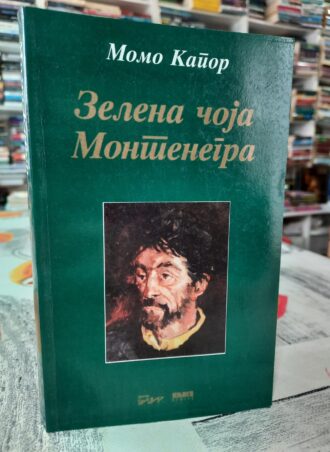 Момо Капор
Зелена чоја
Монтенегра